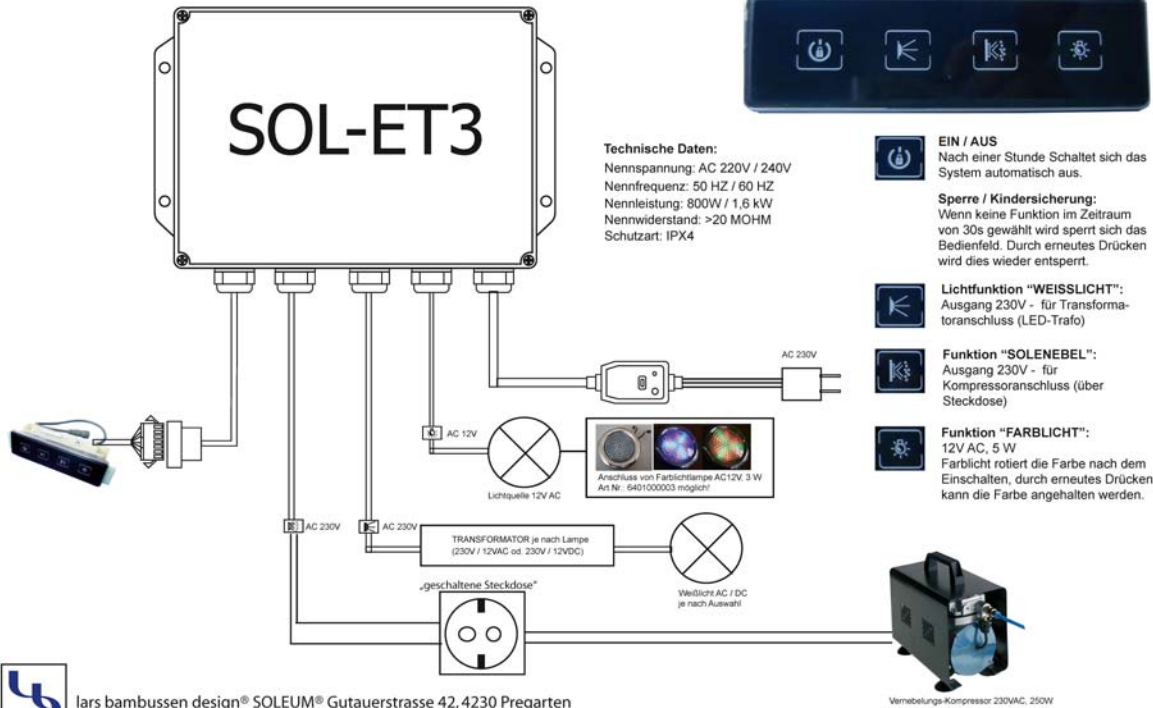 SOL-ET3
Technische Daten:
Nennspannung: AC 220V / 240V
Nennfrequenz: 50 HZ / 60 HZ
Nennleistung: 800W / 1,6 kW
Nennwiderstand: >20 MOHM
Schutzart: IPX4
EIN / AUS
Nach einer Stunde Schaltet sich das
System automatisch aus.
Sperre / Kindersicherung:
Wenn keine Funktion im Zeitraum
von 30s gewählt wird sperrt sich das
Bedienfeld. Durch erneutes Drücken
wird dies wieder entsperrt.
Lichtfunktion "WEISSLICHT":
Ausgang 230V -  für Transforma-
toranschluss (LED-Trafo)
Funktion "SOLENEBEL":
Ausgang 230V -  für
Kompressoranschluss (über
Steckdose)
Funktion "FARBLICHT":
12V AC, 5 W
Farblicht rotiert die Farbe nach dem
Einschalten, durch erneutes Drücken
kann die Farbe angehalten werden.
AC 230V
AC 12V
Lichtquelle 12V AC
Anschluss von Farblichtlampe AC12V, 3 W
Art.Nr.: 6401000003 möglich!
AC 230V
AC 230V
TRANSFORMATOR je nach Lampe
(230V / 12VAC od. 230V / 12VDC)
Weißlicht AC / DC
je nach Auswahl
„geschaltene Steckdose"
Vernebelungs-Kompressor 230VAC, 250W
lars bambussen design® SOLEUM® Gutauerstrasse 42, 4230 Pregarten